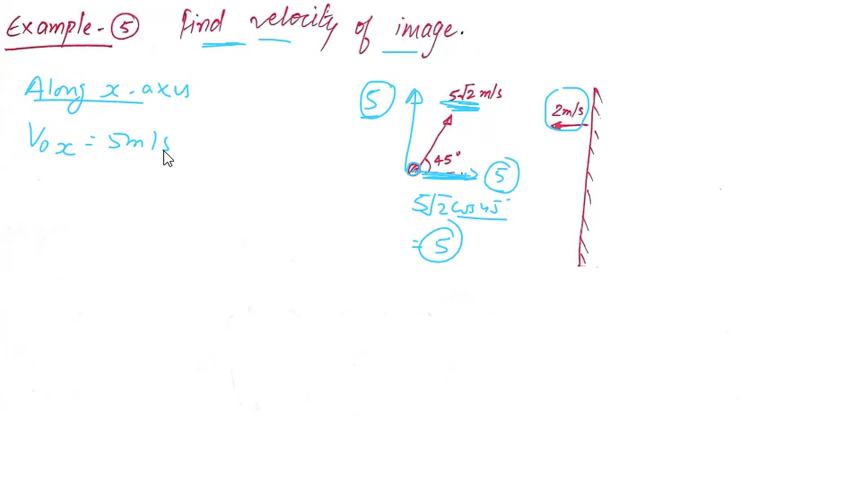 Example-⑤ Find velocity of image.
Along x-axis
Vox = 5m/s
5
5√2 m/s
45°
5
5√2 cos 45°
= 5
2m/s